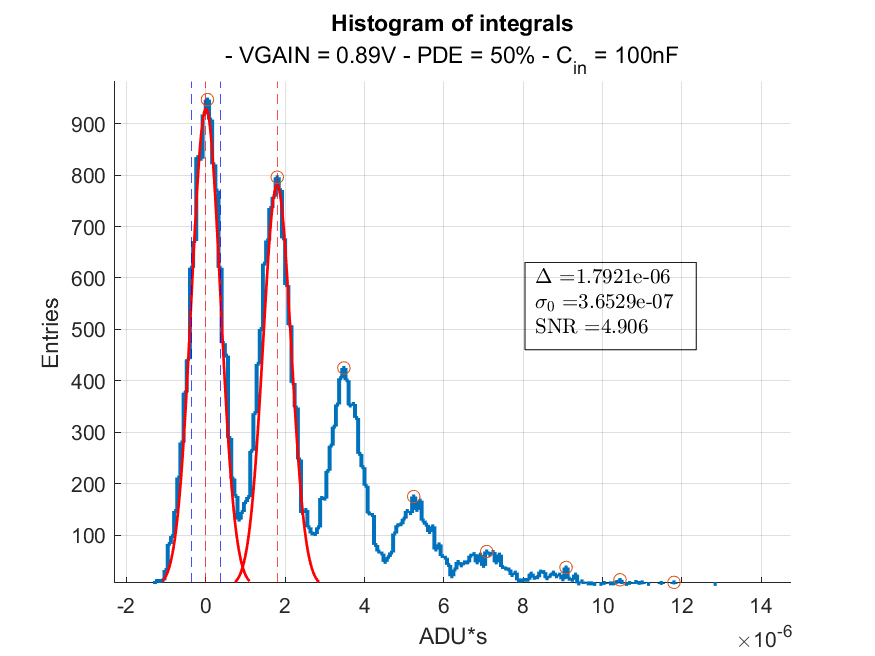 Histogram of integrals
- VGAIN = 0.89V - PDE = 50% - C_in = 100nF
900
800
700
600
500
400
300
200
100
Entries
Δ =1.7921e-06
σ₀ =3.6529e-07
SNR =4.906
-2 0 2 4 6 8 10 12 14
ADU*s
×10⁻⁶